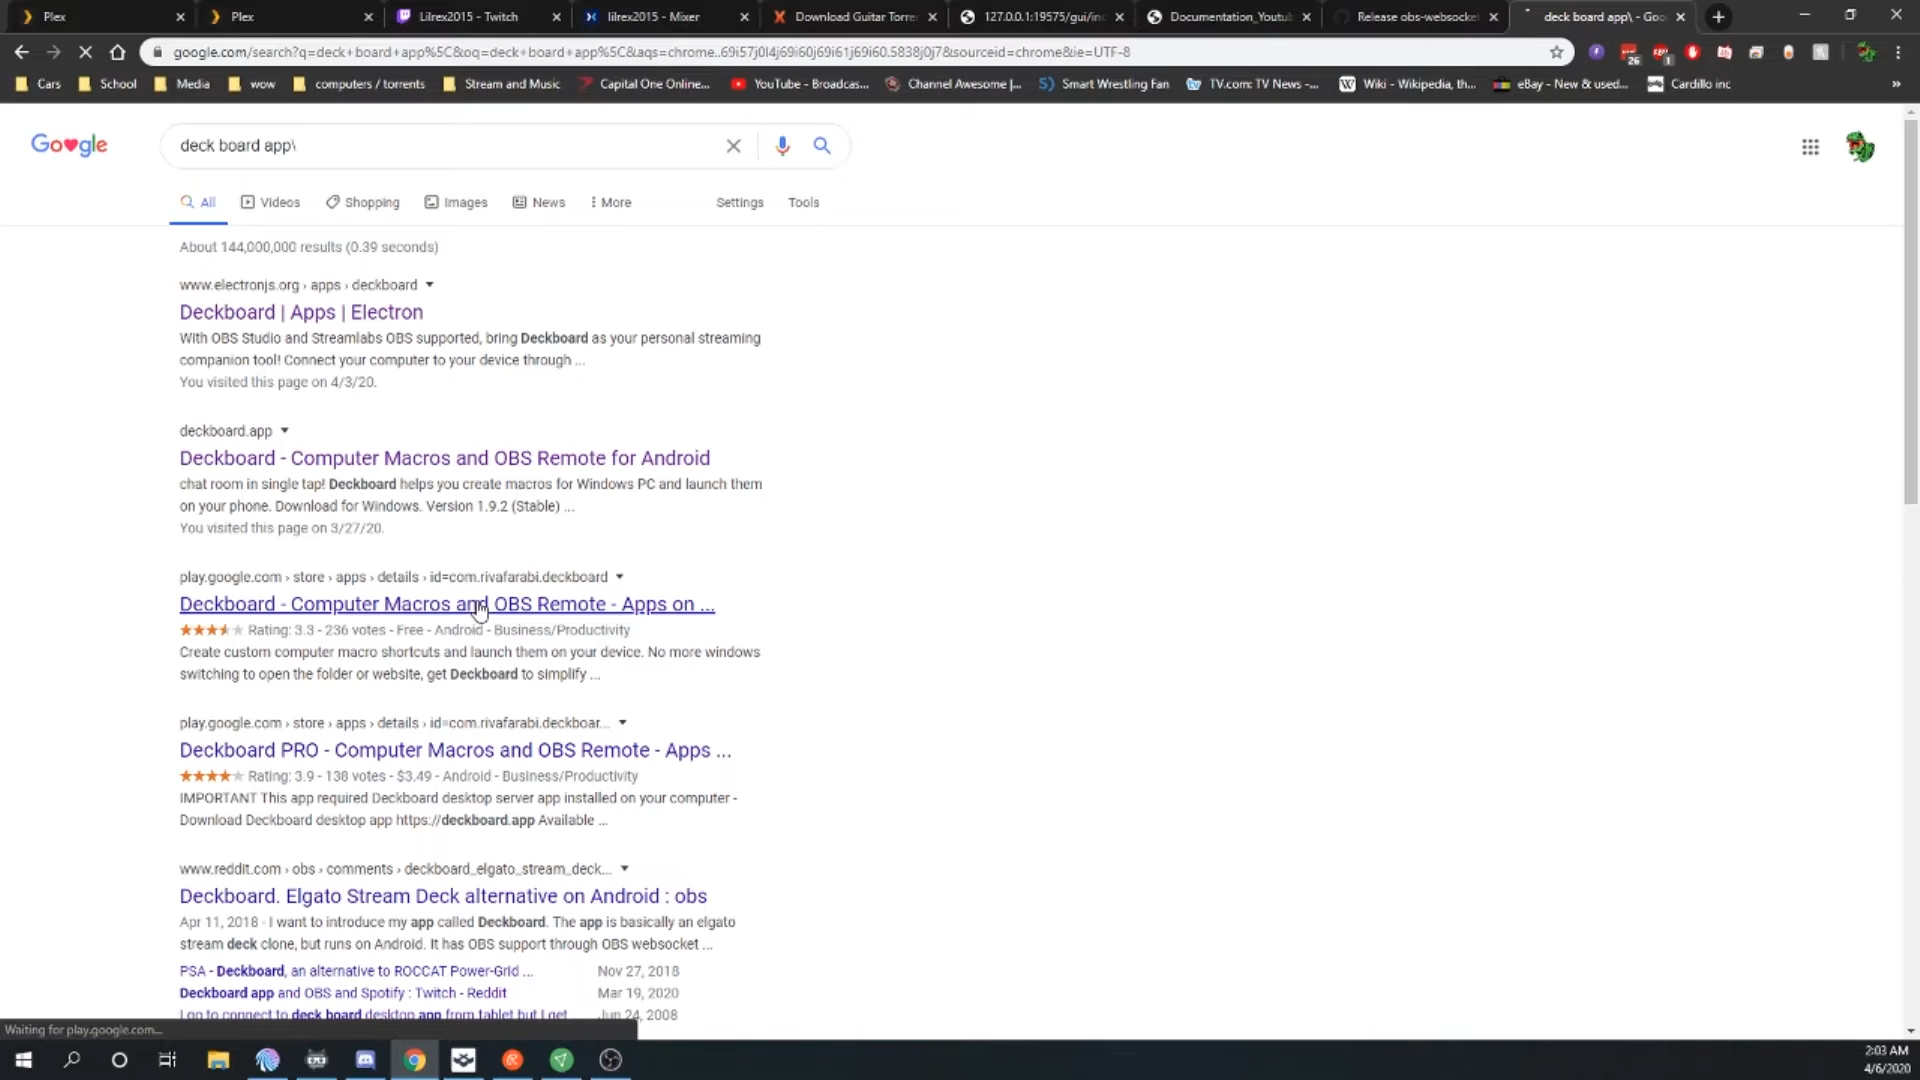 Plex
Plex
Lilrex2015 - Twitch
lilrex2015 - Mixer
Download Guitar Torre
127.0.0.1:19575/gui/in
Documentation_Youtu
Release obs-websocke
deck board app\ - Goo
google.com/search?q=deck+board+app%5C&oq=deck+board+app%5C&aqs=chrome..69i57j0l4j69i60j69i61j69i60.5838j0j7&sourceid=chrome&ie=UTF-8
26
1
Cars
School
Media
wow
computers / torrents
Stream and Music
Capital One Online...
YouTube - Broadcas...
Channel Awesome |...
Smart Wrestling Fan
TV.com: TV News -...
Wiki - Wikipedia, th...
eBay - New & used...
Cardillo inc
»
deck board app\
All
Videos
Shopping
Images
News
More
Settings
Tools
About 144,000,000 results (0.39 seconds)
www.electronjs.org › apps › deckboard
Deckboard | Apps | Electron
With OBS Studio and Streamlabs OBS supported, bring Deckboard as your personal streaming
companion tool! Connect your computer to your device through ...
You visited this page on 4/3/20.
deckboard.app
Deckboard - Computer Macros and OBS Remote for Android
chat room in single tap! Deckboard helps you create macros for Windows PC and launch them
on your phone. Download for Windows. Version 1.9.2 (Stable) ...
You visited this page on 3/27/20.
play.google.com › store › apps › details › id=com.rivafarabi.deckboard
Deckboard - Computer Macros and OBS Remote - Apps on ...
Rating: 3.3 - 236 votes - Free - Android - Business/Productivity
Create custom computer macro shortcuts and launch them on your device. No more windows
switching to open the folder or website, get Deckboard to simplify ...
play.google.com › store › apps › details › id=com.rivafarabi.deckboar...
Deckboard PRO - Computer Macros and OBS Remote - Apps ...
Rating: 3.9 - 138 votes - $3.49 - Android - Business/Productivity
IMPORTANT This app required Deckboard desktop server app installed on your computer -
Download Deckboard desktop app https://deckboard.app Available ...
www.reddit.com › obs › comments › deckboard_elgato_stream_deck...
Deckboard. Elgato Stream Deck alternative on Android : obs
Apr 11, 2018 - I want to introduce my app called Deckboard. The app is basically an elgato
stream deck clone, but runs on Android. It has OBS support through OBS websocket ...
PSA - Deckboard, an alternative to ROCCAT Power-Grid ...
Nov 27, 2018
Deckboard app and OBS and Spotify : Twitch - Reddit
Mar 19, 2020
to connect to deck board desktop app from tablet but I get
Jun 24, 2008
Waiting for play.google.com...
2:03 AM
4/6/2020